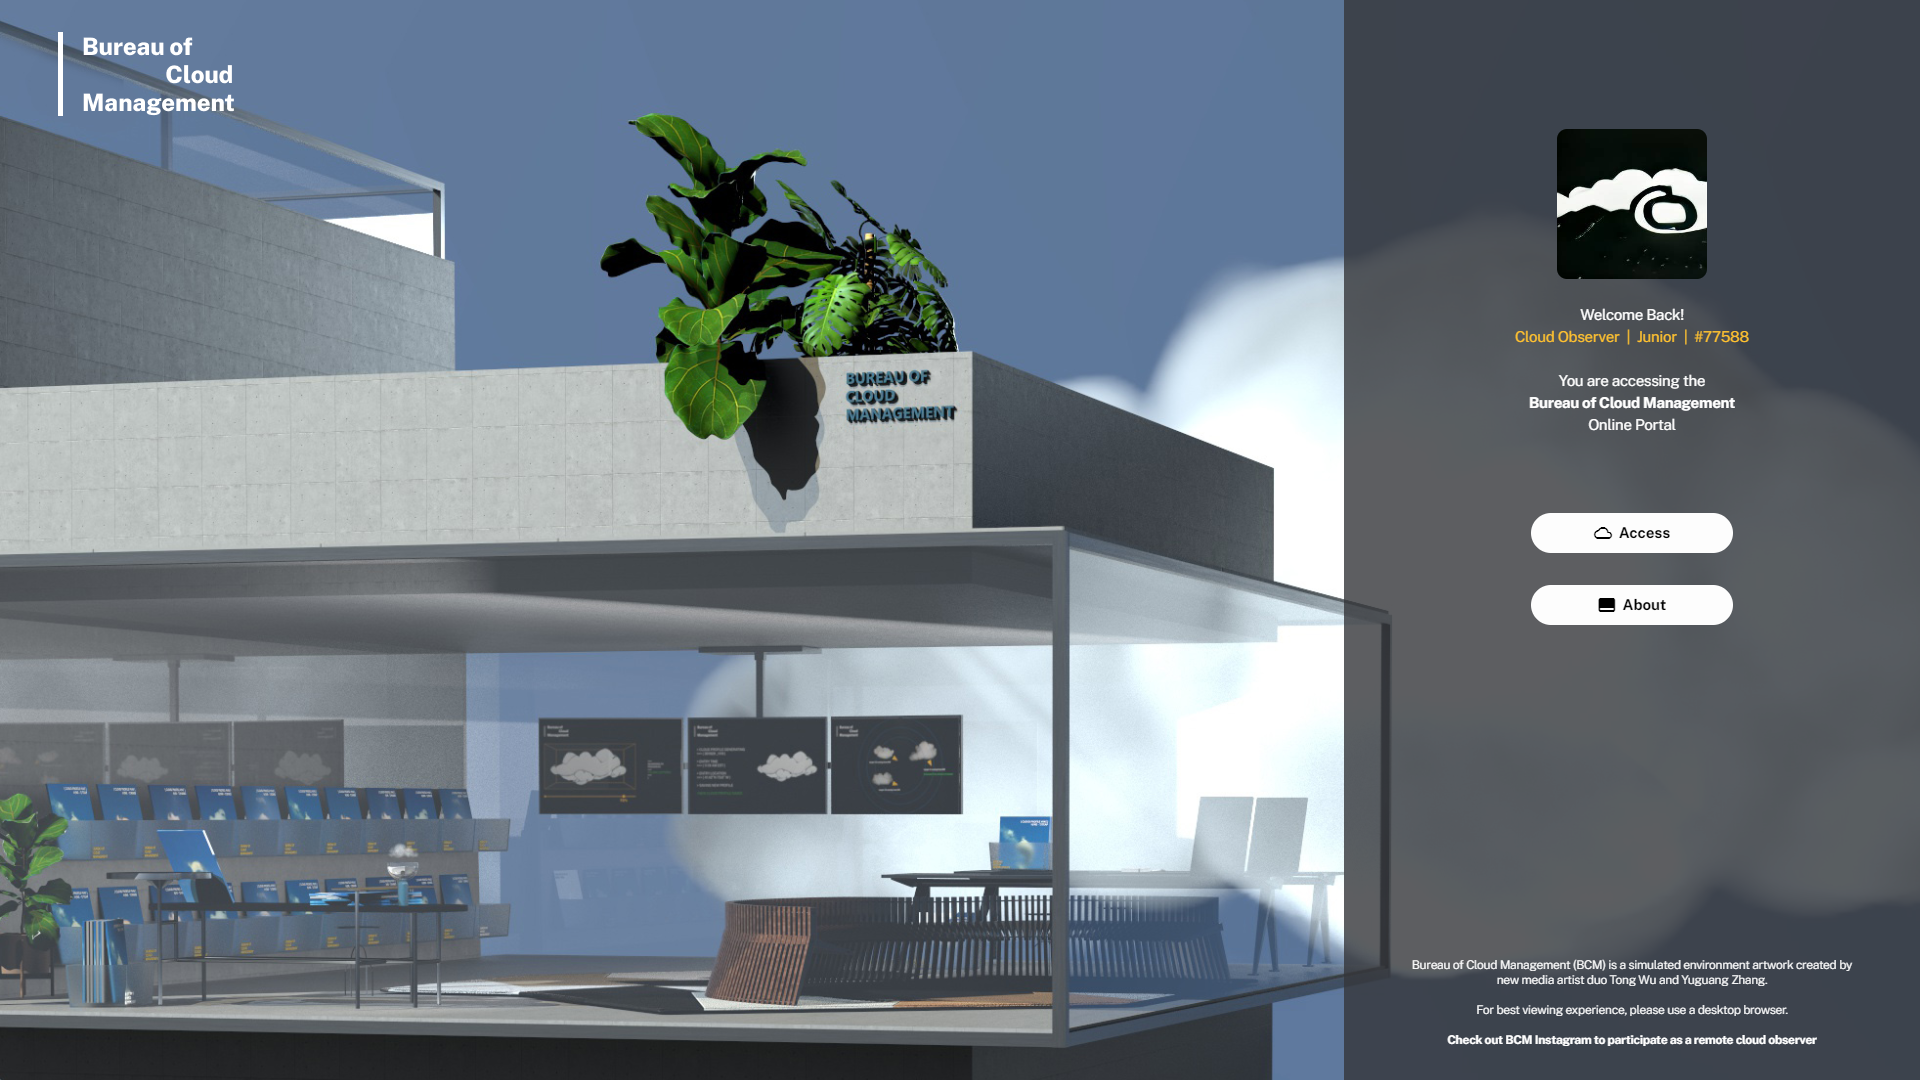 Bureau of
Cloud
Management
BUREAU OF
CLOUD
MANAGEMENT
Welcome Back!
Cloud Observer | Junior | #77588
You are accessing the
Bureau of Cloud Management
Online Portal
Access
About
Bureau of Cloud Management (BCM) is a simulated environment artwork created by
new media artist duo Tong Wu and Yuguang Zhang.
For best viewing experience, please use a desktop browser.
Check out BCM Instagram to participate as a remote cloud observer